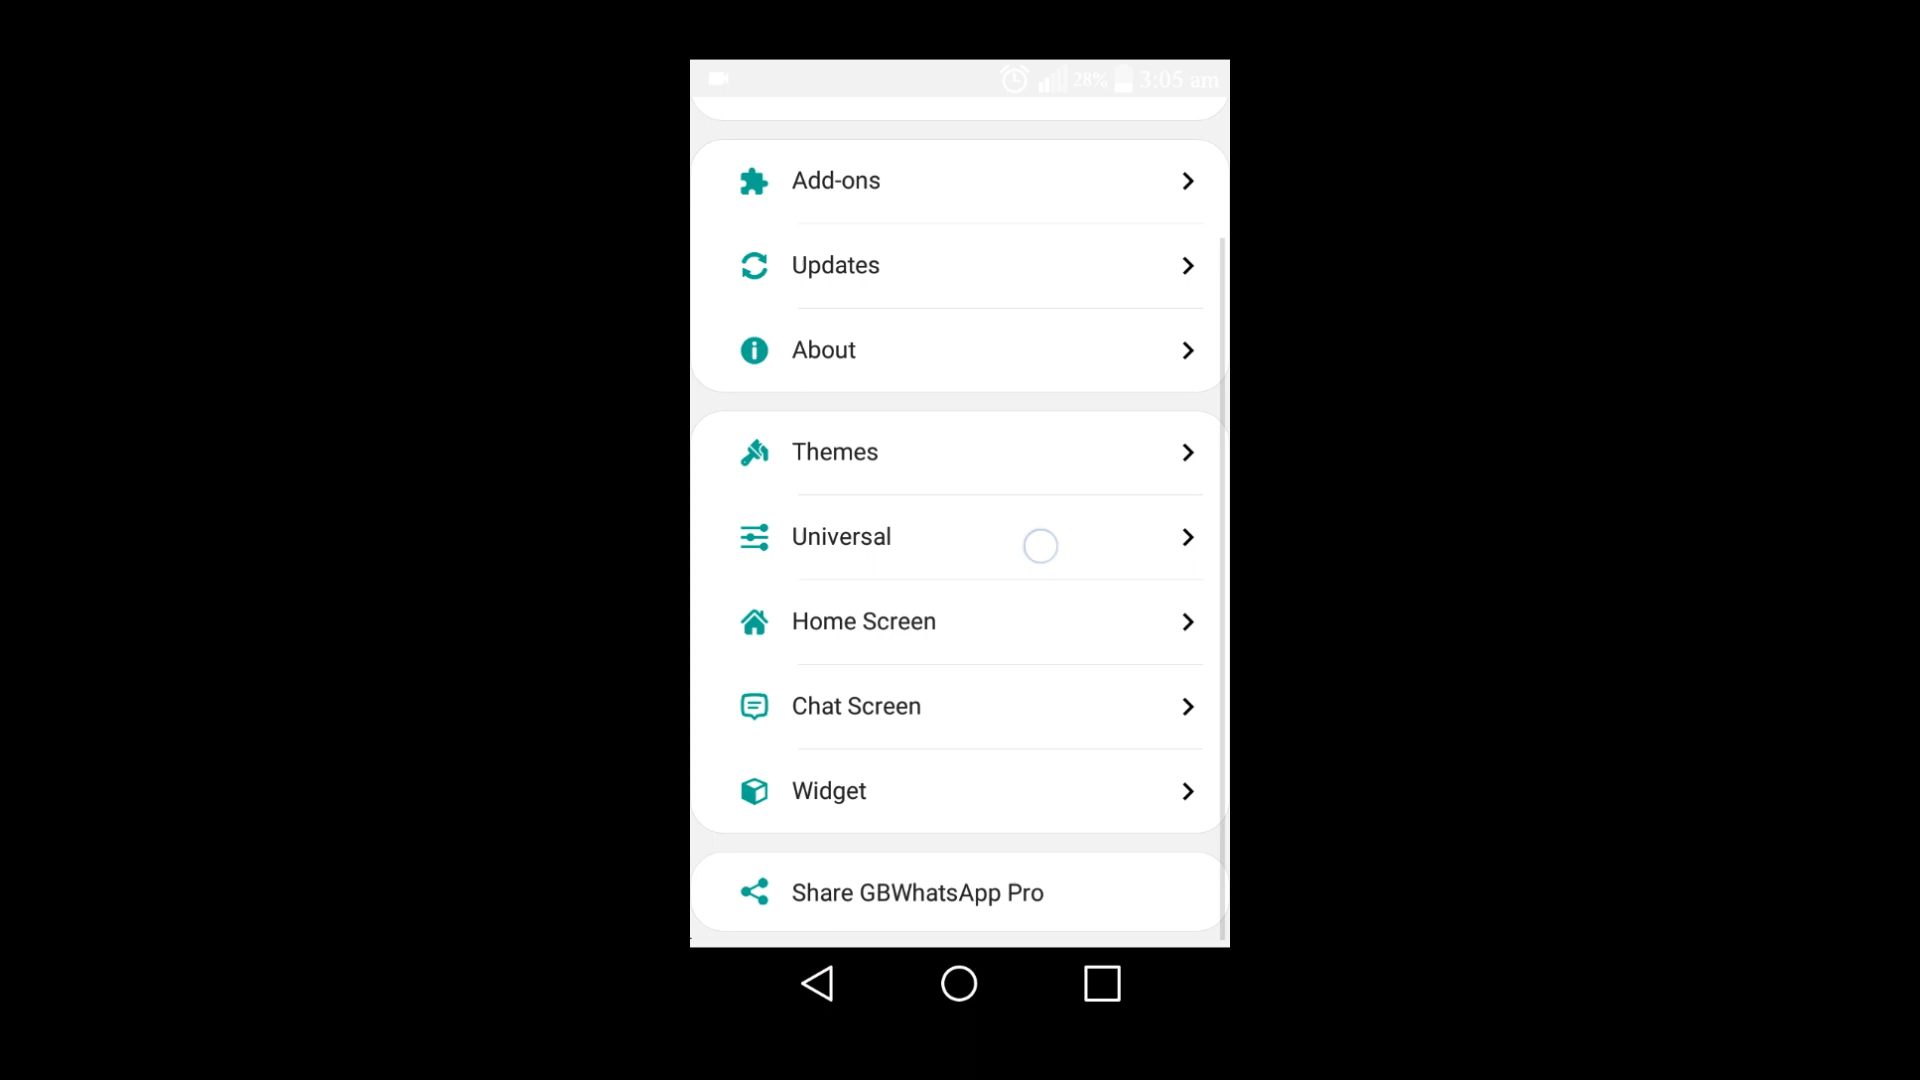 28% 3:05 am
Add-ons
Updates
About
Themes
Universal
Home Screen
Chat Screen
Widget
Share GBWhatsApp Pro